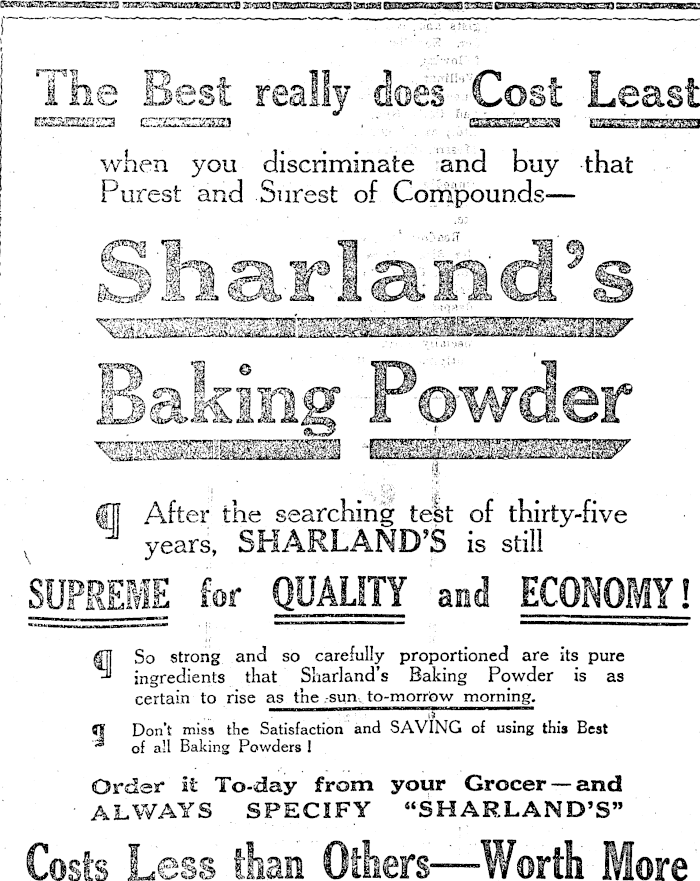 The Best really does Cost Least
when you discriminate and buy that
Purest and Surest of Compounds—
Sharland's
Baking Powder
¶ After the searching test of thirty-five
years, SHARLAND'S is still
SUPREME for QUALITY and ECONOMY!
¶ So strong and so carefully proportioned are its pure
ingredients that Sharland's Baking Powder is as
certain to rise as the sun to-morrow morning.
¶ Don't miss the Satisfaction and SAVING of using this Best
of all Baking Powders!
Order it To-day from your Grocer—and
ALWAYS SPECIFY "SHARLAND'S"
Costs Less than Others—Worth More